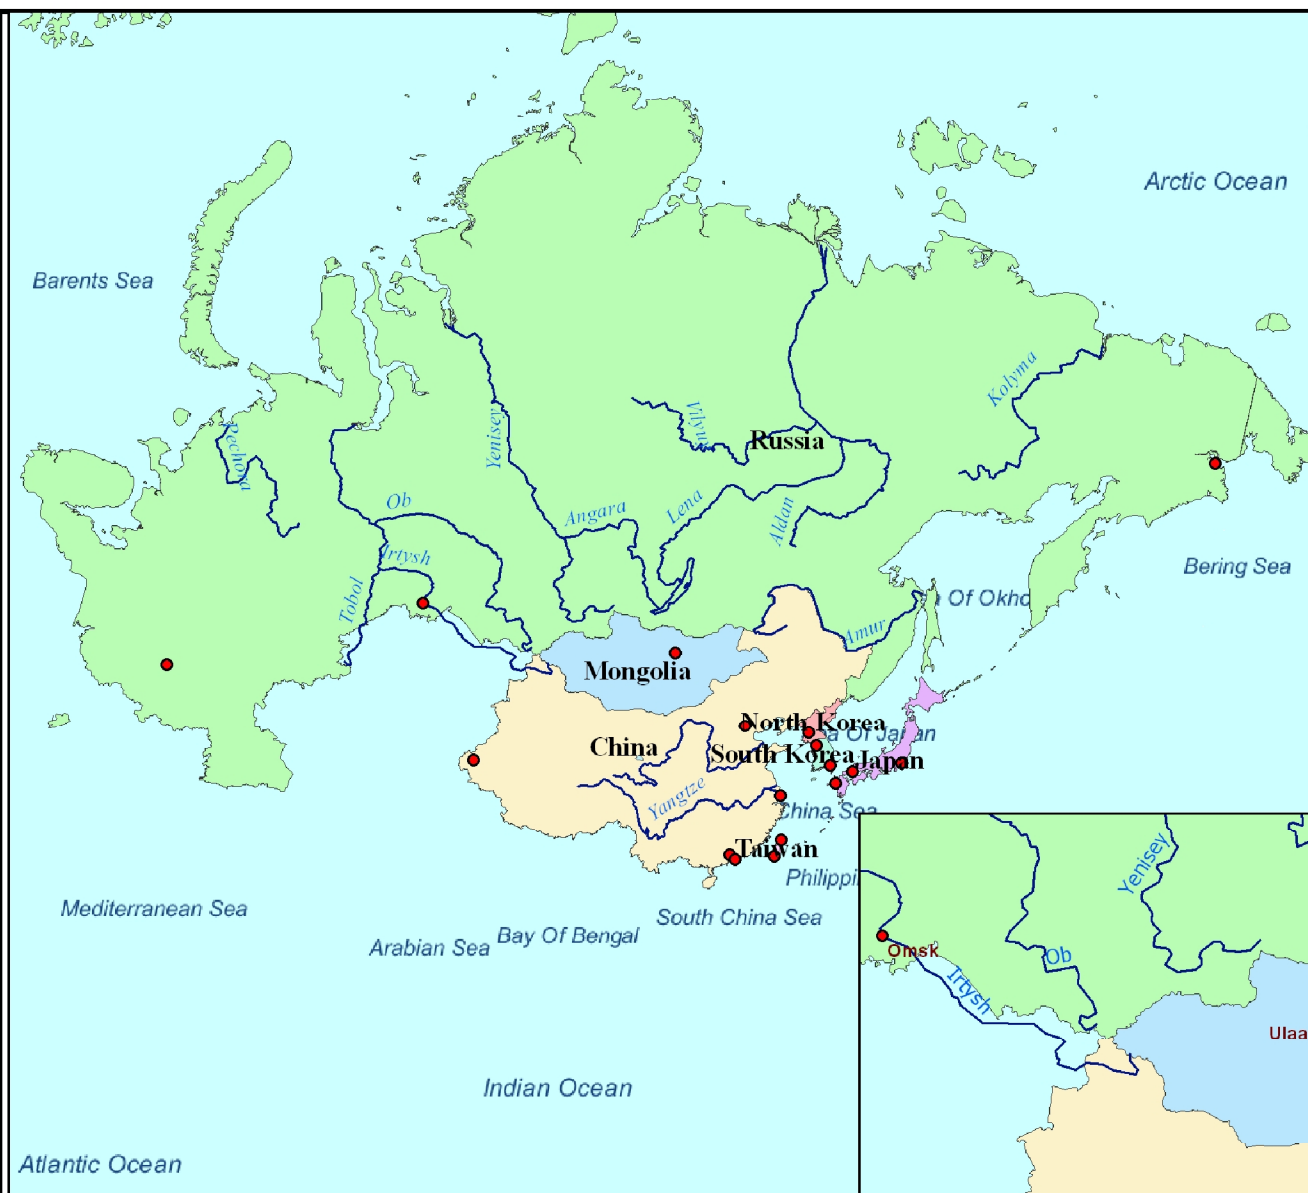 Arctic Ocean
Barents Sea
Kolyma
Vilyui
Yenisey
Pechora
Russia
Ob
Lena
Angara
Aldan
Irtysh
Bering Sea
Tobol
Of Okho
Amur
Mongolia
North Korea
Of Japan
China
South Korea
Japan
Yangtze
China Sea
Taiwan
Philippi
Mediterranean Sea
South China Sea
Bay Of Bengal
Arabian Sea
Yenisey
Omsk
Ob
Irtysh
Ulaa
Indian Ocean
Atlantic Ocean